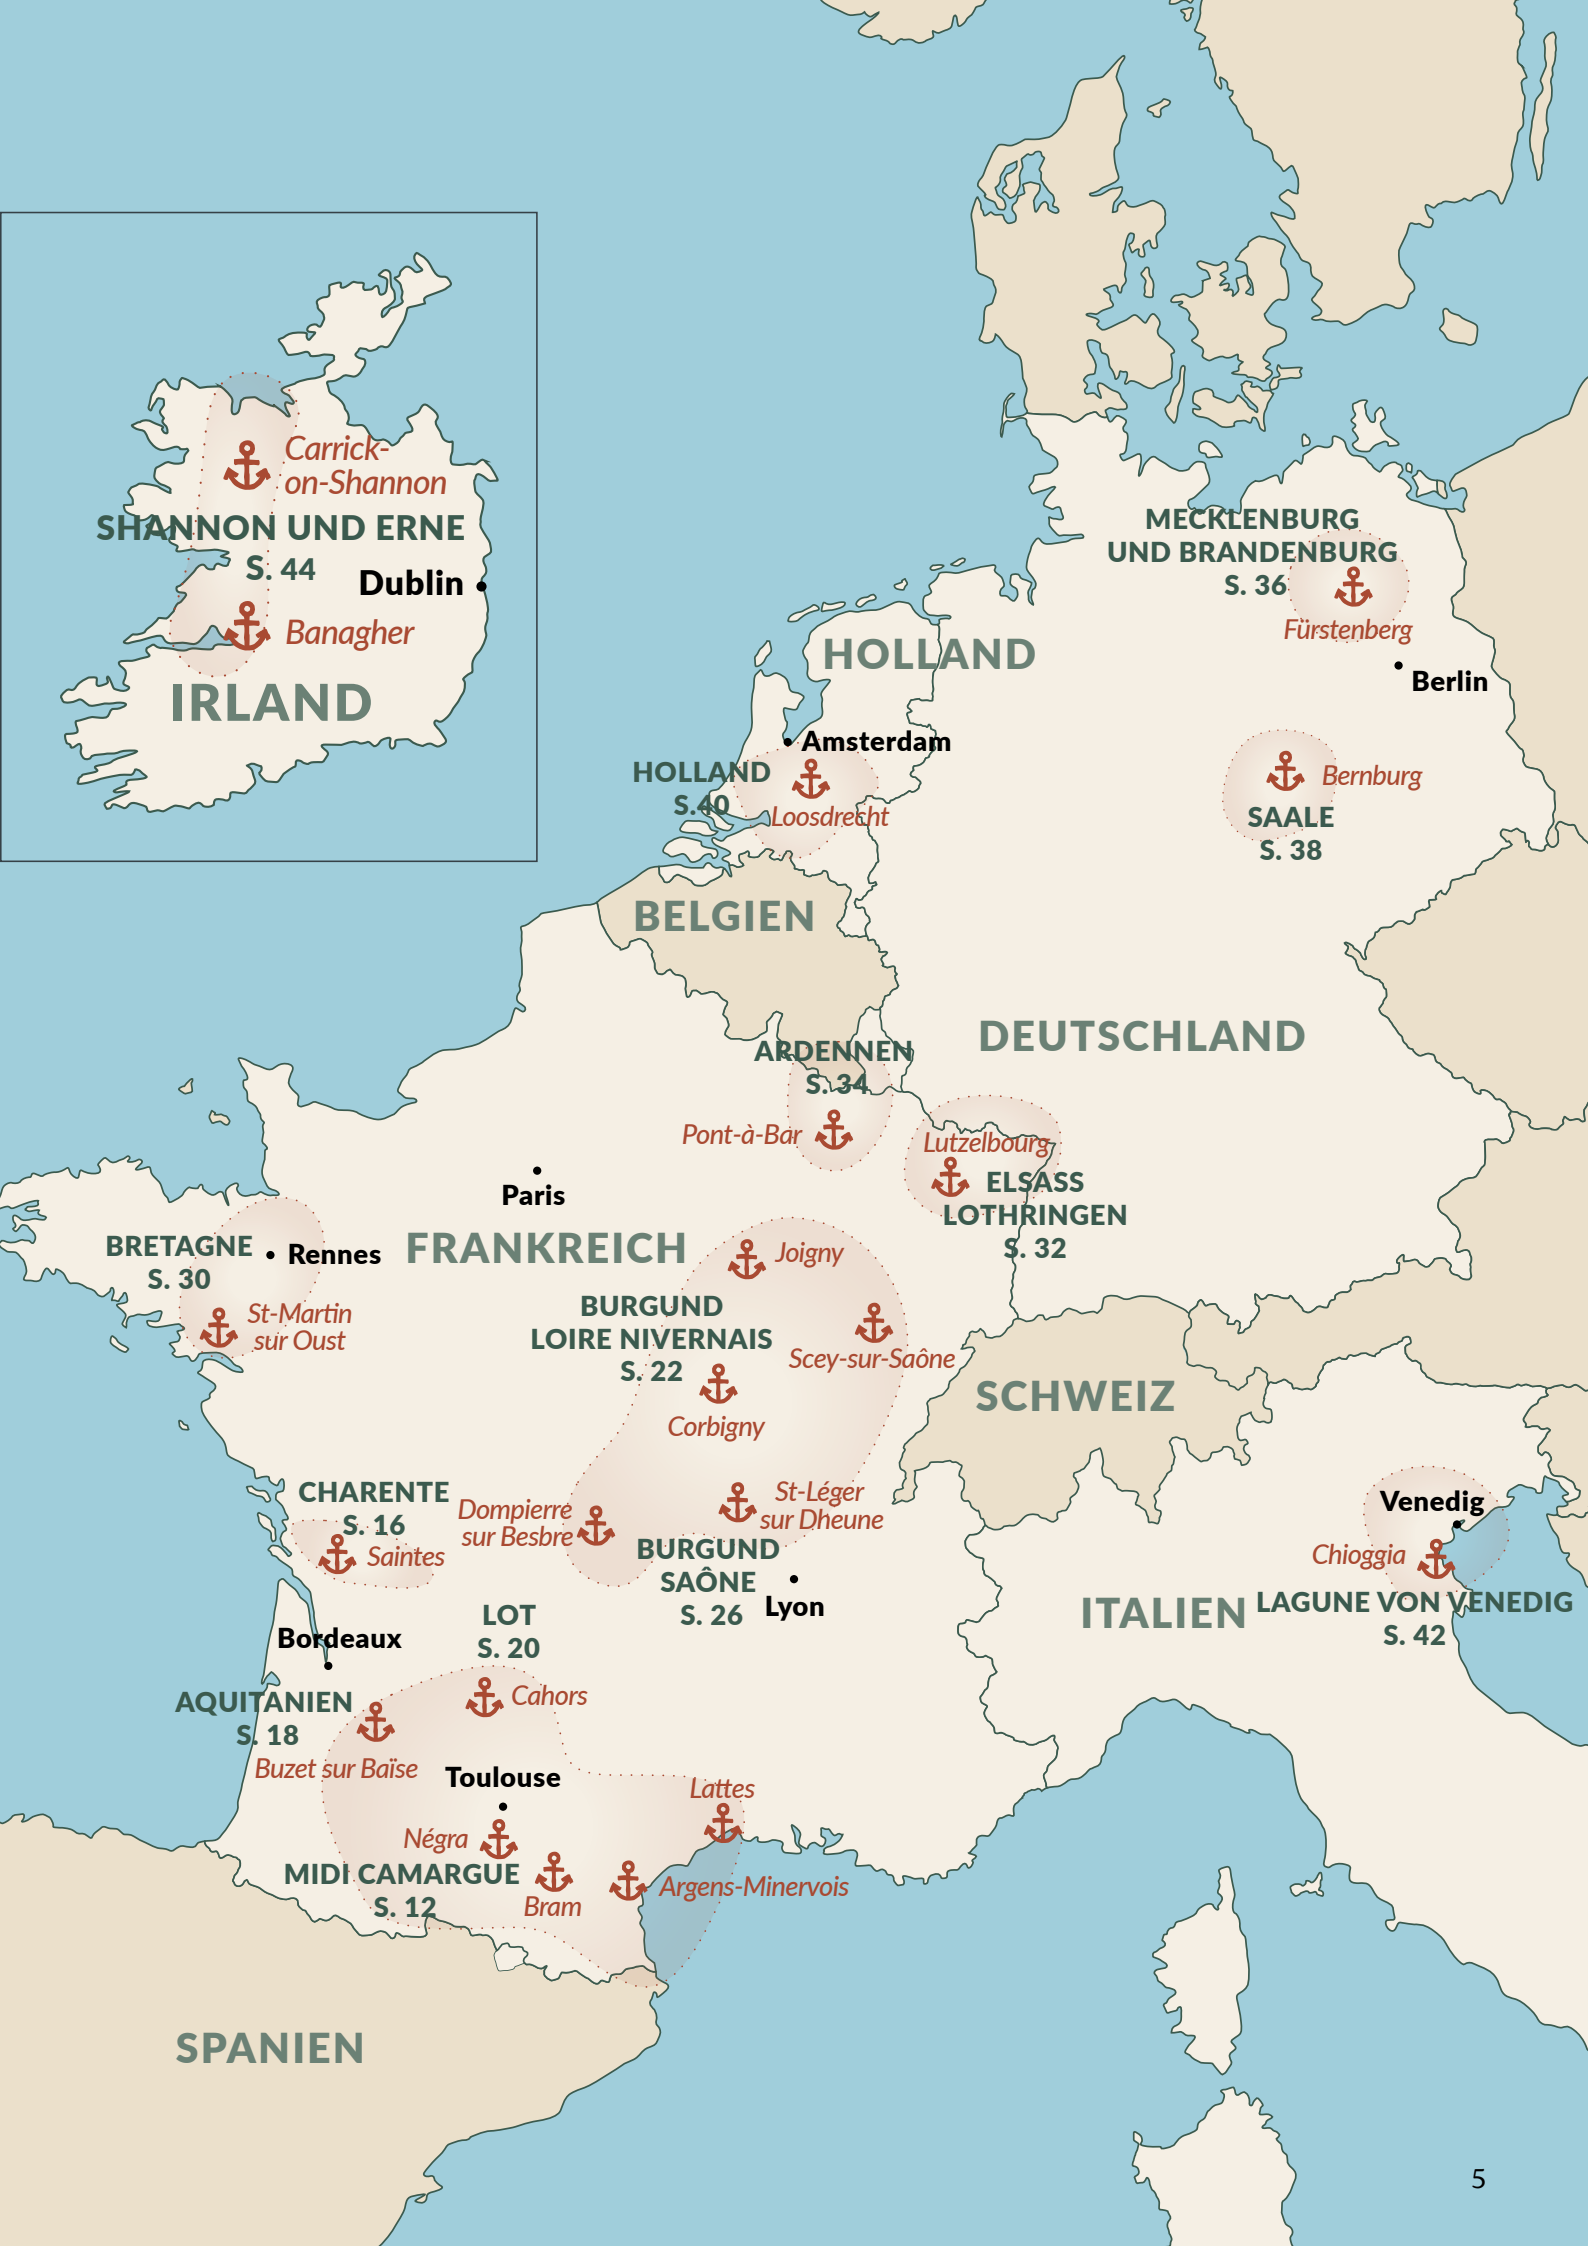 Carrick-
on-Shannon
SHANNON UND ERNE
S. 44
Dublin
Banagher
IRLAND
MECKLENBURG
UND BRANDENBURG
S. 36
Fürstenberg
Berlin
HOLLAND
Amsterdam
HOLLAND
S.40
Loosdrecht
Bernburg
SAALE
S. 38
BELGIEN
DEUTSCHLAND
ARDENNEN
S. 34
Pont-à-Bar
Lutzelbourg
ELSASS
LOTHRINGEN
S. 32
Paris
FRANKREICH
BRETAGNE
S. 30
Rennes
St-Martin
sur Oust
Joigny
BURGUND
LOIRE NIVERNAIS
S. 22
Scey-sur-Saône
Corbigny
SCHWEIZ
CHARENTE
S. 16
Saintes
Dompierre
sur Besbre
St-Léger
sur Dheune
BURGUND
SAÔNE
S. 26
Lyon
Venedig
Chioggia
LAGUNE VON VENEDIG
S. 42
ITALIEN
LOT
S. 20
Bordeaux
Cahors
AQUITANIEN
S. 18
Buzet sur Baïse
Toulouse
Lattes
Négra
MIDI CAMARGUE
S. 12
Bram
Argens-Minervois
SPANIEN
5